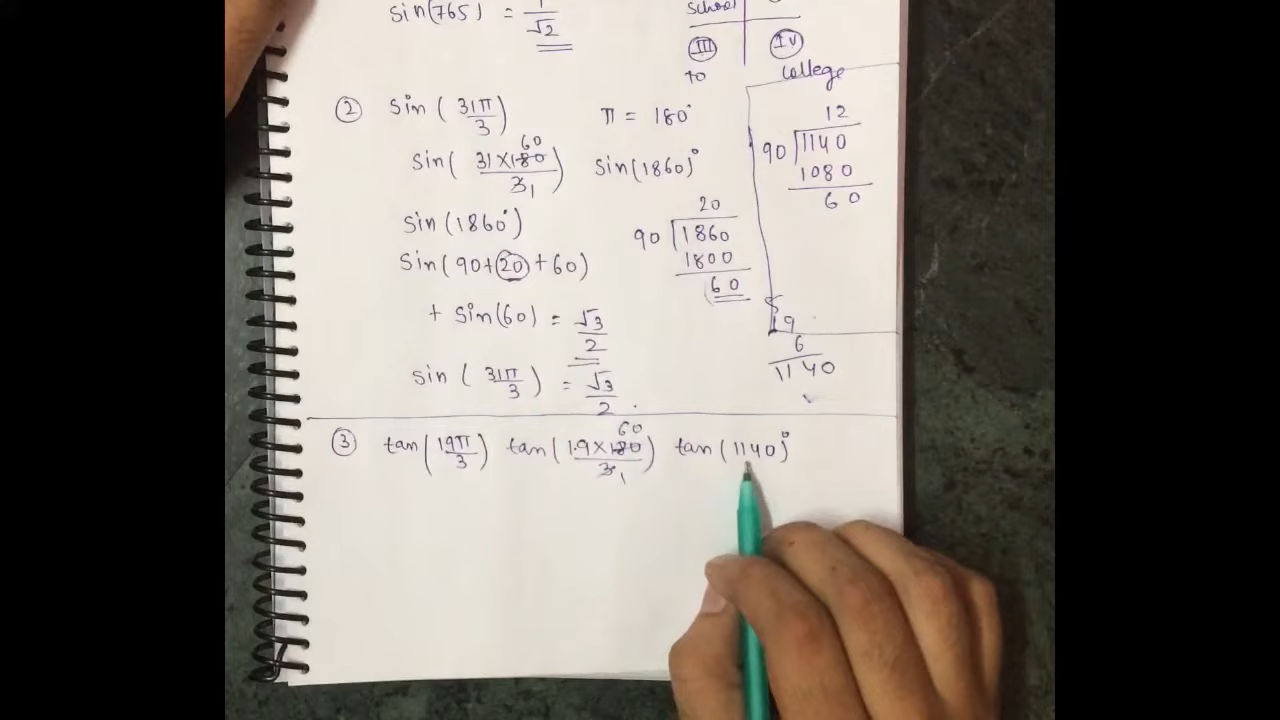 sin(765) = 1/√2
school
III
IV
to
college
② sin(31π/3) π = 180°
60
sin(31×180/3) sin(1860)°
1
sin(1860°)
sin(90+20+60)
+ sin(60) = √3/2
sin(31π/3) = √3/2.
20
90 1860
1800
60
12
90 1140
1080
60
19
6
1140
③ tan(19π/3) tan(19×180/3) tan(1140)°
60
1